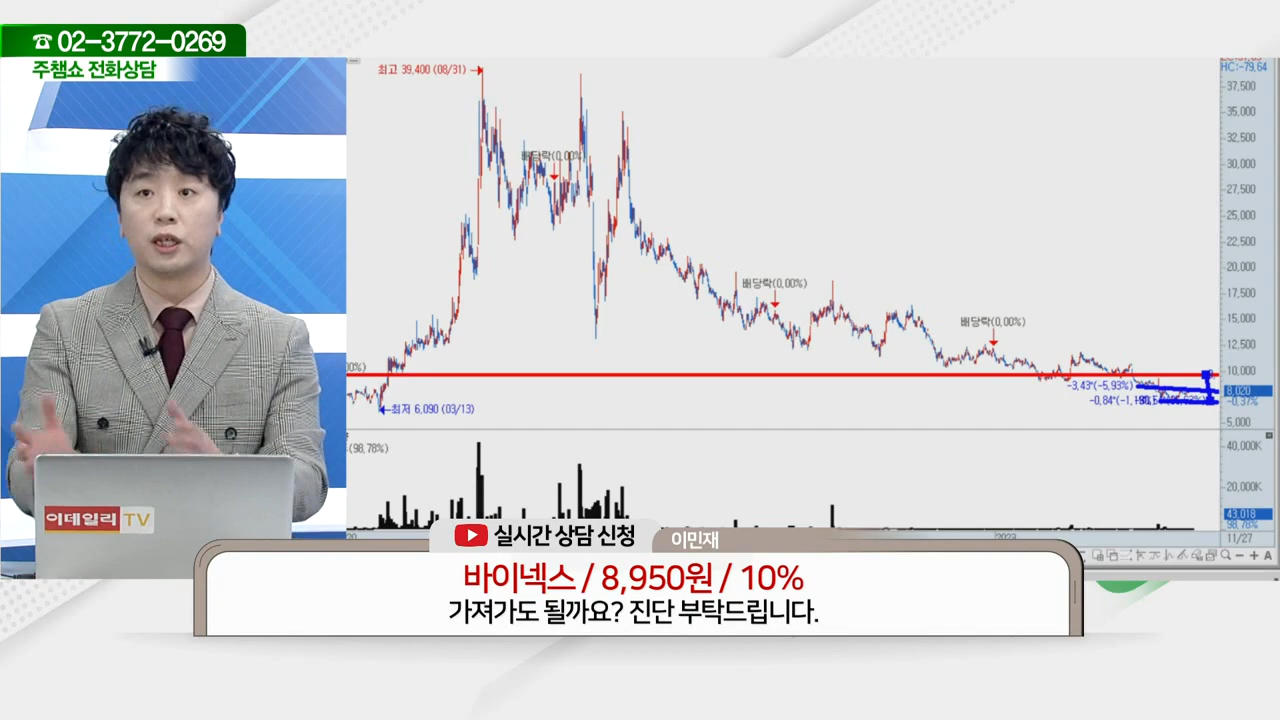 ☎ 02-3772-0269
주챔쇼 전화상담
최고 39,400 (08/31)
HC:-79,64
37,500
35,000
32,500
30,000
27,500
25,000
22,500
20,000
17,500
15,000
12,500
10,000
8,020
-0,37%
5,000
배당락(0,00%)
배당락(0,00%)
배당락(0,00%)
00%)
-3,43*(-5,93%)
최저 6,090 (03/13)
(98,78%)
40,000K
20,000K
43,018
98,78%
2023
11/27
이데일리 TV
실시간 상담 신청
이민재
바이넥스 / 8,950원 / 10%
가져가도 될까요? 진단 부탁드립니다.